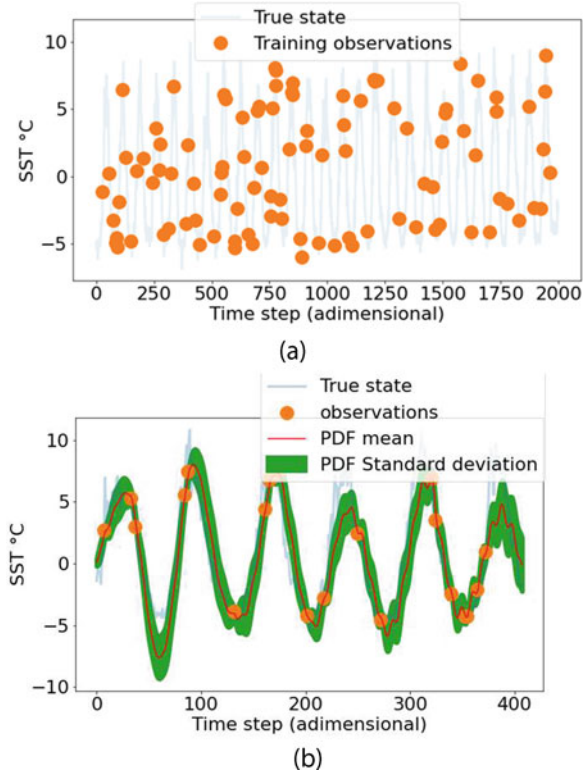 True state
Training observations
10
5
0
−5
SST °C
0 250 500 750 1000 1250 1500 1750 2000
Time step (adimensional)
(a)
True state
observations
PDF mean
PDF Standard deviation
10
5
0
−5
−10
SST °C
0 100 200 300 400
Time step (adimensional)
(b)